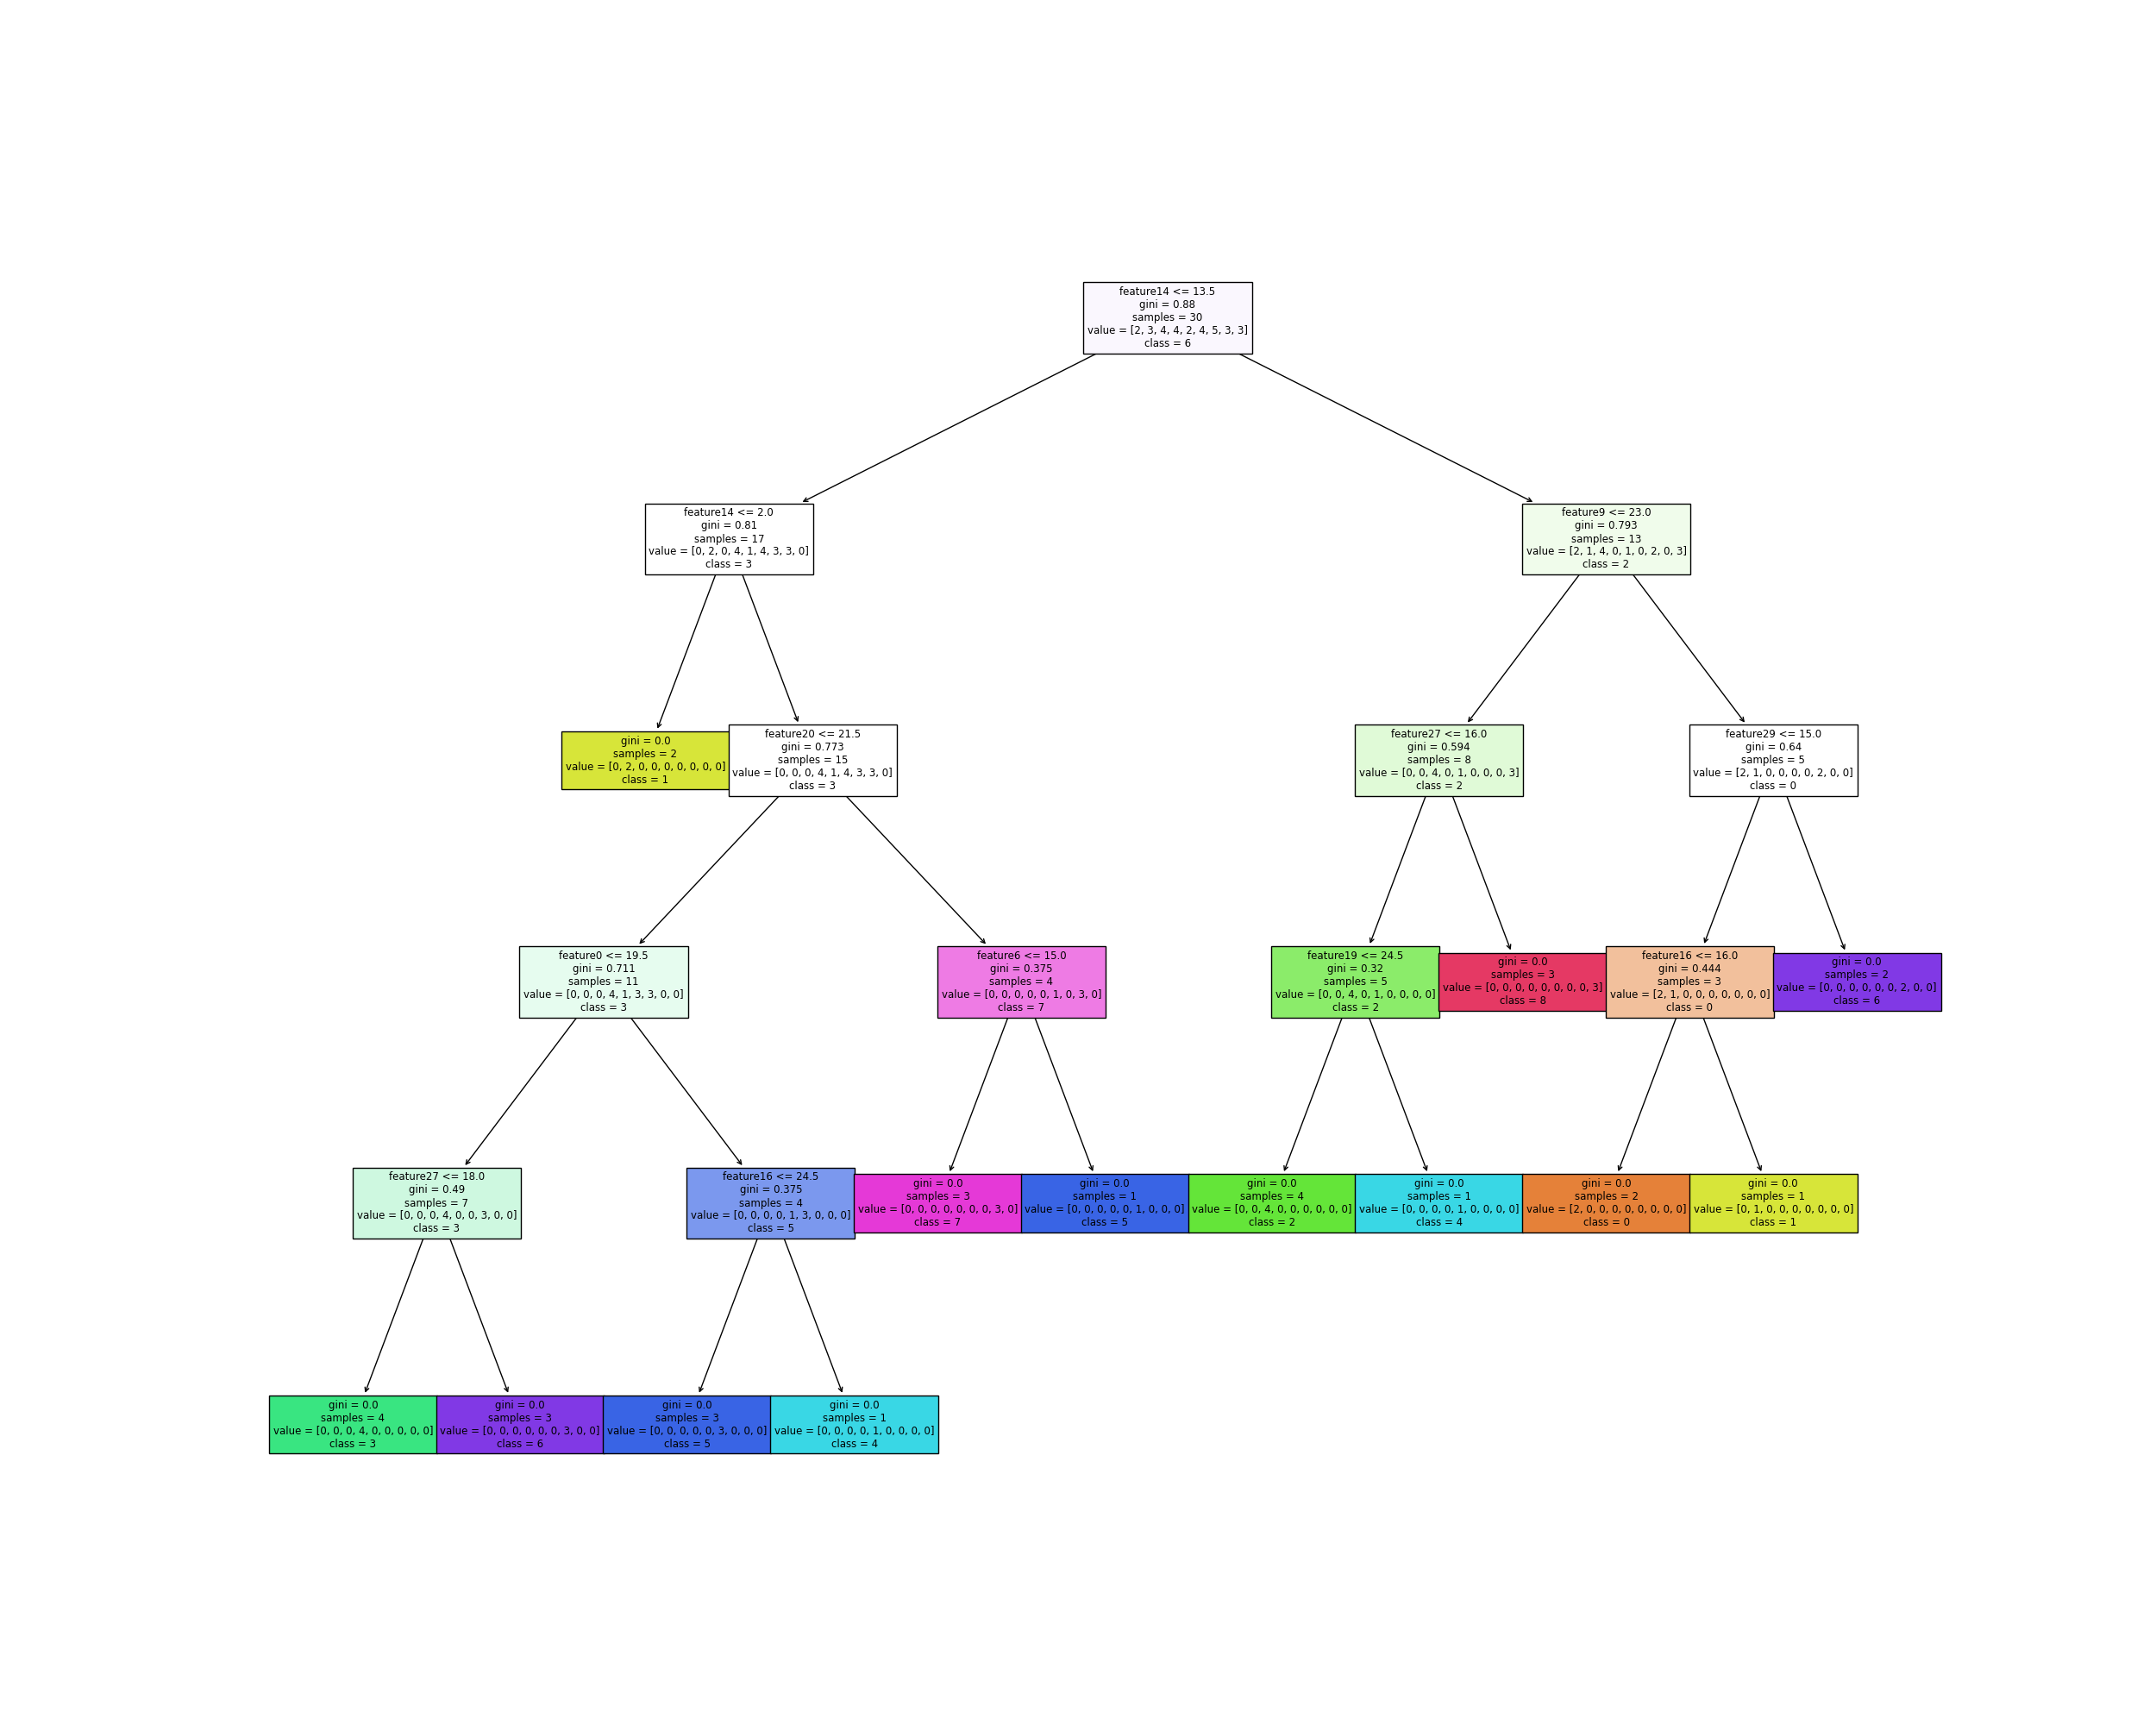 feature14 <= 13.5
gini = 0.88
samples = 30
value = [2, 3, 4, 4, 2, 4, 5, 3, 3]
class = 6
feature14 <= 2.0
gini = 0.81
samples = 17
value = [0, 2, 0, 4, 1, 4, 3, 3, 0]
class = 3
feature9 <= 23.0
gini = 0.793
samples = 13
value = [2, 1, 4, 0, 1, 0, 2, 0, 3]
class = 2
gini = 0.0
samples = 2
value = [0, 2, 0, 0, 0, 0, 0, 0, 0]
class = 1
feature20 <= 21.5
gini = 0.773
samples = 15
value = [0, 0, 0, 4, 1, 4, 3, 3, 0]
class = 3
feature27 <= 16.0
gini = 0.594
samples = 8
value = [0, 0, 4, 0, 1, 0, 0, 0, 3]
class = 2
feature29 <= 15.0
gini = 0.64
samples = 5
value = [2, 1, 0, 0, 0, 0, 2, 0, 0]
class = 0
feature0 <= 19.5
gini = 0.711
samples = 11
value = [0, 0, 0, 4, 1, 3, 3, 0, 0]
class = 3
feature6 <= 15.0
gini = 0.375
samples = 4
value = [0, 0, 0, 0, 0, 1, 0, 3, 0]
class = 7
feature19 <= 24.5
gini = 0.32
samples = 5
value = [0, 0, 4, 0, 1, 0, 0, 0, 0]
class = 2
gini = 0.0
samples = 3
value = [0, 0, 0, 0, 0, 0, 0, 0, 3]
class = 8
feature16 <= 16.0
gini = 0.444
samples = 3
value = [2, 1, 0, 0, 0, 0, 0, 0, 0]
class = 0
gini = 0.0
samples = 2
value = [0, 0, 0, 0, 0, 0, 2, 0, 0]
class = 6
feature27 <= 18.0
gini = 0.49
samples = 7
value = [0, 0, 0, 4, 0, 0, 3, 0, 0]
class = 3
feature16 <= 24.5
gini = 0.375
samples = 4
value = [0, 0, 0, 0, 1, 3, 0, 0, 0]
class = 5
gini = 0.0
samples = 3
value = [0, 0, 0, 0, 0, 0, 0, 3, 0]
class = 7
gini = 0.0
samples = 1
value = [0, 0, 0, 0, 0, 1, 0, 0, 0]
class = 5
gini = 0.0
samples = 4
value = [0, 0, 4, 0, 0, 0, 0, 0, 0]
class = 2
gini = 0.0
samples = 1
value = [0, 0, 0, 0, 1, 0, 0, 0, 0]
class = 4
gini = 0.0
samples = 2
value = [2, 0, 0, 0, 0, 0, 0, 0, 0]
class = 0
gini = 0.0
samples = 1
value = [0, 1, 0, 0, 0, 0, 0, 0, 0]
class = 1
gini = 0.0
samples = 4
value = [0, 0, 0, 4, 0, 0, 0, 0, 0]
class = 3
gini = 0.0
samples = 3
value = [0, 0, 0, 0, 0, 0, 3, 0, 0]
class = 6
gini = 0.0
samples = 3
value = [0, 0, 0, 0, 0, 3, 0, 0, 0]
class = 5
gini = 0.0
samples = 1
value = [0, 0, 0, 0, 1, 0, 0, 0, 0]
class = 4